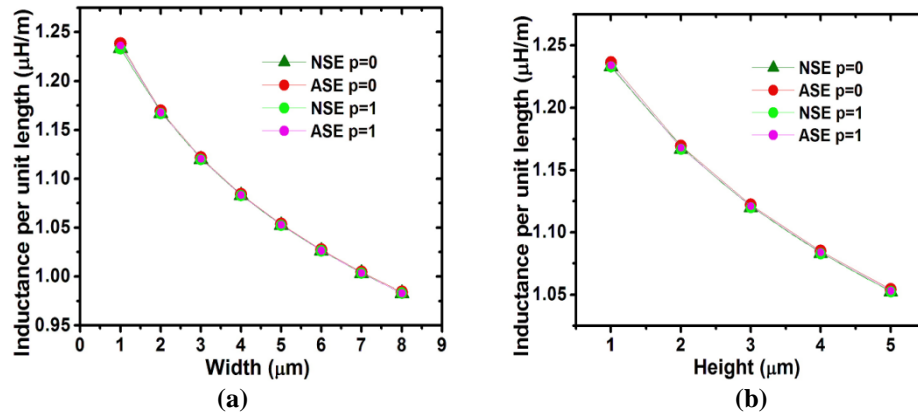 Inductance per unit length (µH/m)
1.25
1.20
1.15
1.10
1.05
1.00
0.95
NSE p=0
ASE p=0
NSE p=1
ASE p=1
0 1 2 3 4 5 6 7 8 9
Width (µm)
(a)
Inductance per unit length (µH/m)
1.25
1.20
1.15
1.10
1.05
NSE p=0
ASE p=0
NSE p=1
ASE p=1
1 2 3 4 5
Height (µm)
(b)